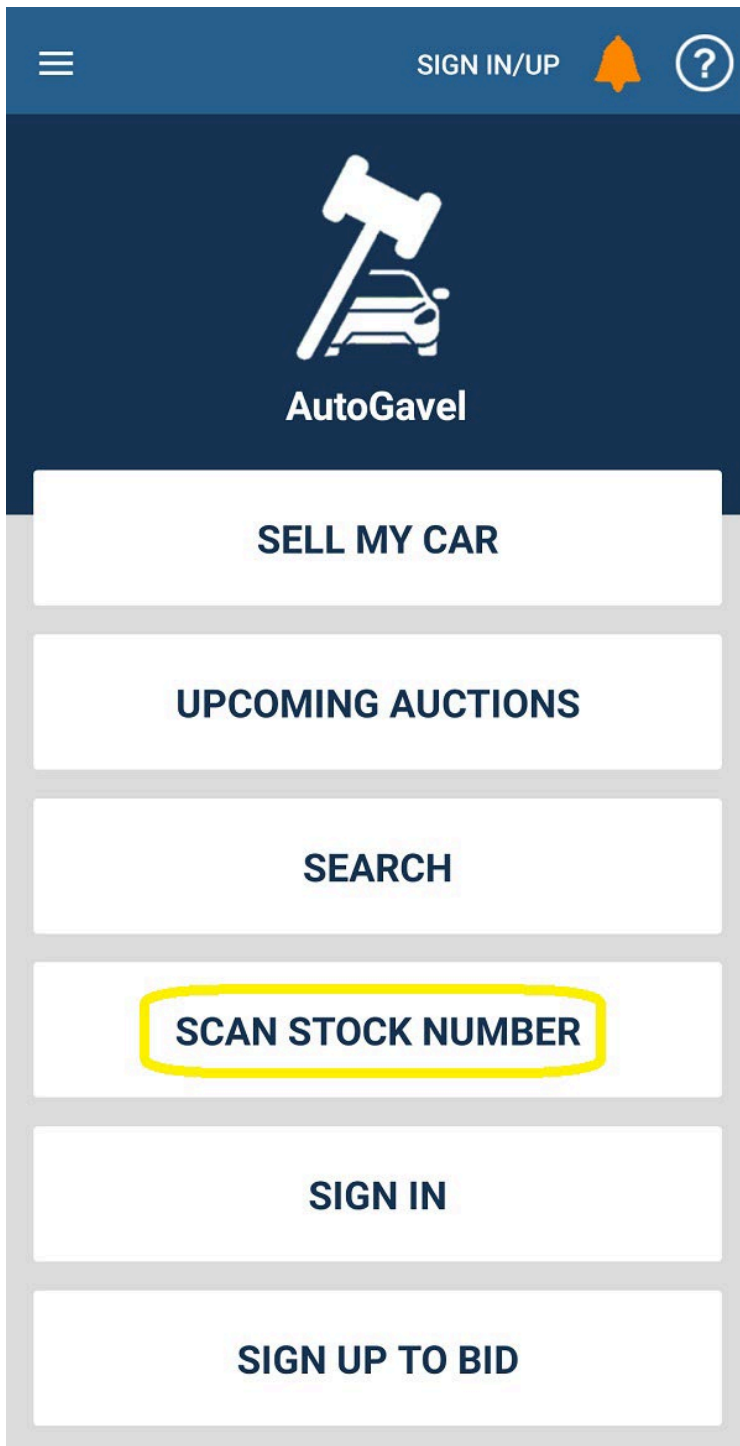 SIGN IN/UP
?
AutoGavel
SELL MY CAR
UPCOMING AUCTIONS
SEARCH
SCAN STOCK NUMBER
SIGN IN
SIGN UP TO BID